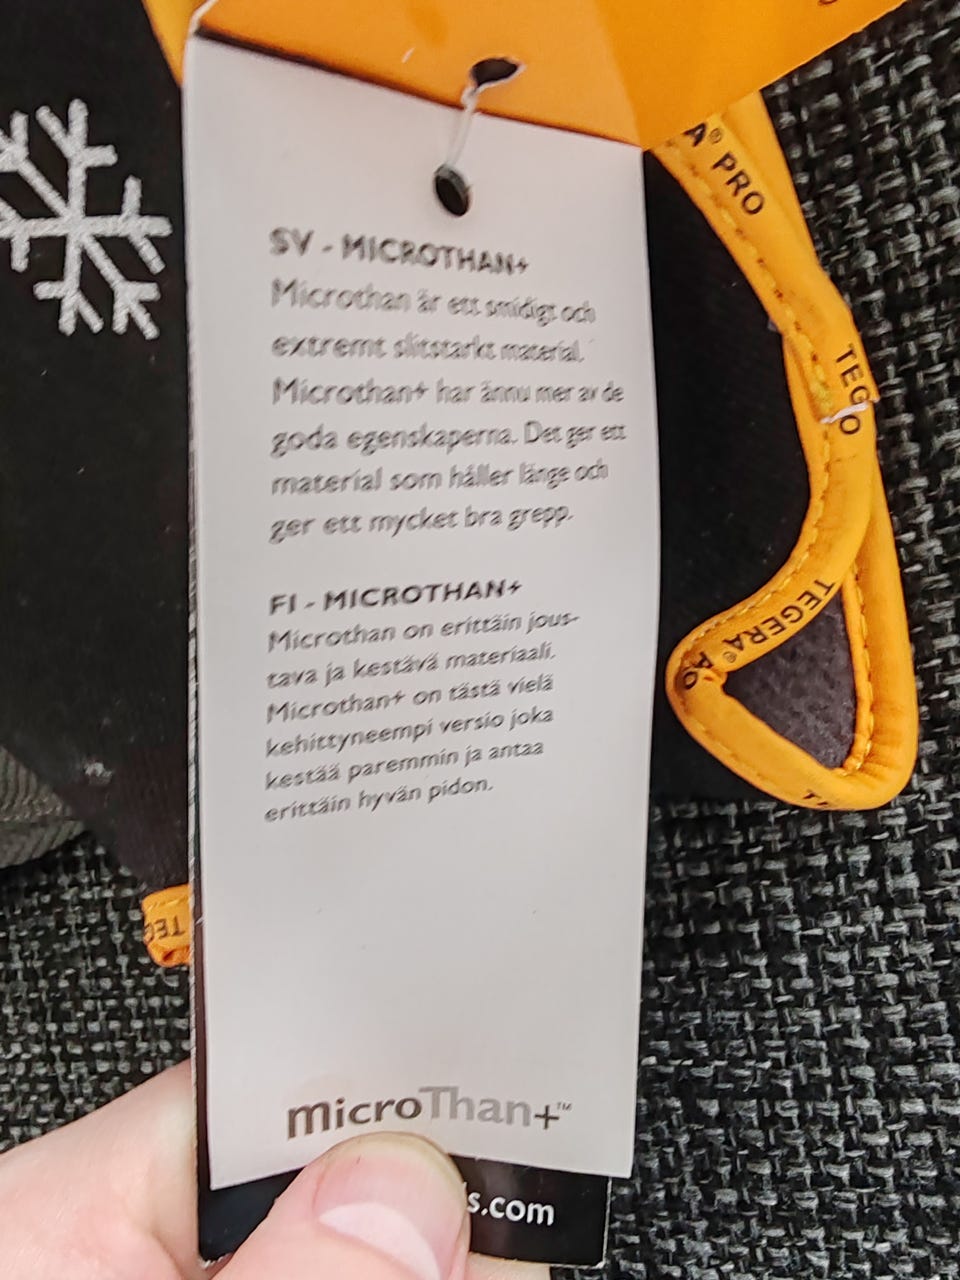 SV - MICROTHAN+
Microthan är ett smidigt och
extremt slitstarkt material.
Microthan+ har ännu mer av de
goda egenskaperna. Det ger ett
material som håller länge och
ger ett mycket bra grepp.
FI - MICROTHAN+
Microthan on erittäin jous-
tava ja kestävä materiaali.
Microthan+ on tästä vielä
kehittyneempi versio joka
kestää paremmin ja antaa
erittäin hyvän pidon.
microThan+™
s.com
A® PRO
TEGERA®
TEG